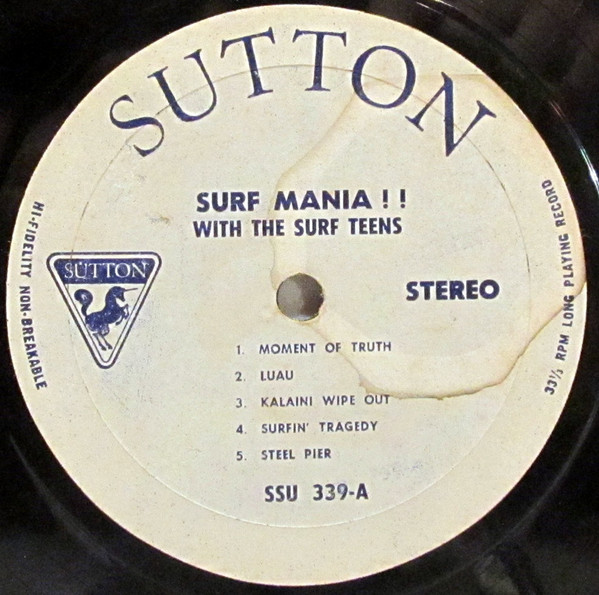 SUTTON
SURF MANIA ! !
WITH THE SURF TEENS
HI-FIDELITY NON-BREAKABLE
SUTTON
STEREO
33⅓ RPM LONG PLAYING RECORD
1. MOMENT OF TRUTH
2. LUAU
3. KALAINI WIPE OUT
4. SURFIN' TRAGEDY
5. STEEL PIER
SSU 339-A